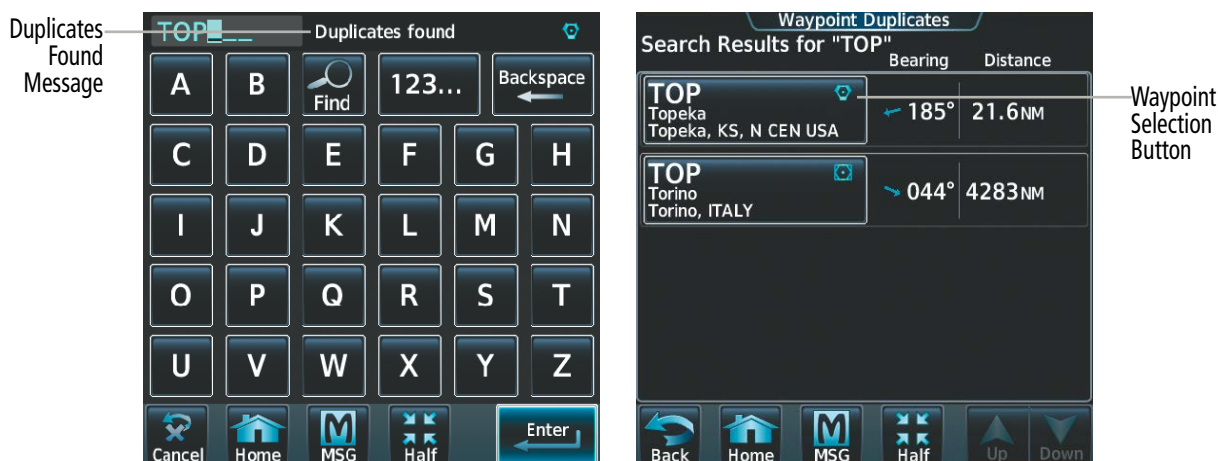 Duplicates
Found
Message
TOP___ Duplicates found
A B Find 123... Backspace
C D E F G H
I J K L M N
O P Q R S T
U V W X Y Z
Cancel Home MSG Half Enter
Waypoint Duplicates
Search Results for "TOP"
Bearing Distance
TOP
Topeka
Topeka, KS, N CEN USA
185° 21.6NM
TOP
Torino
Torino, ITALY
044° 4283NM
Back Home MSG Half Up Down
Waypoint
Selection
Button